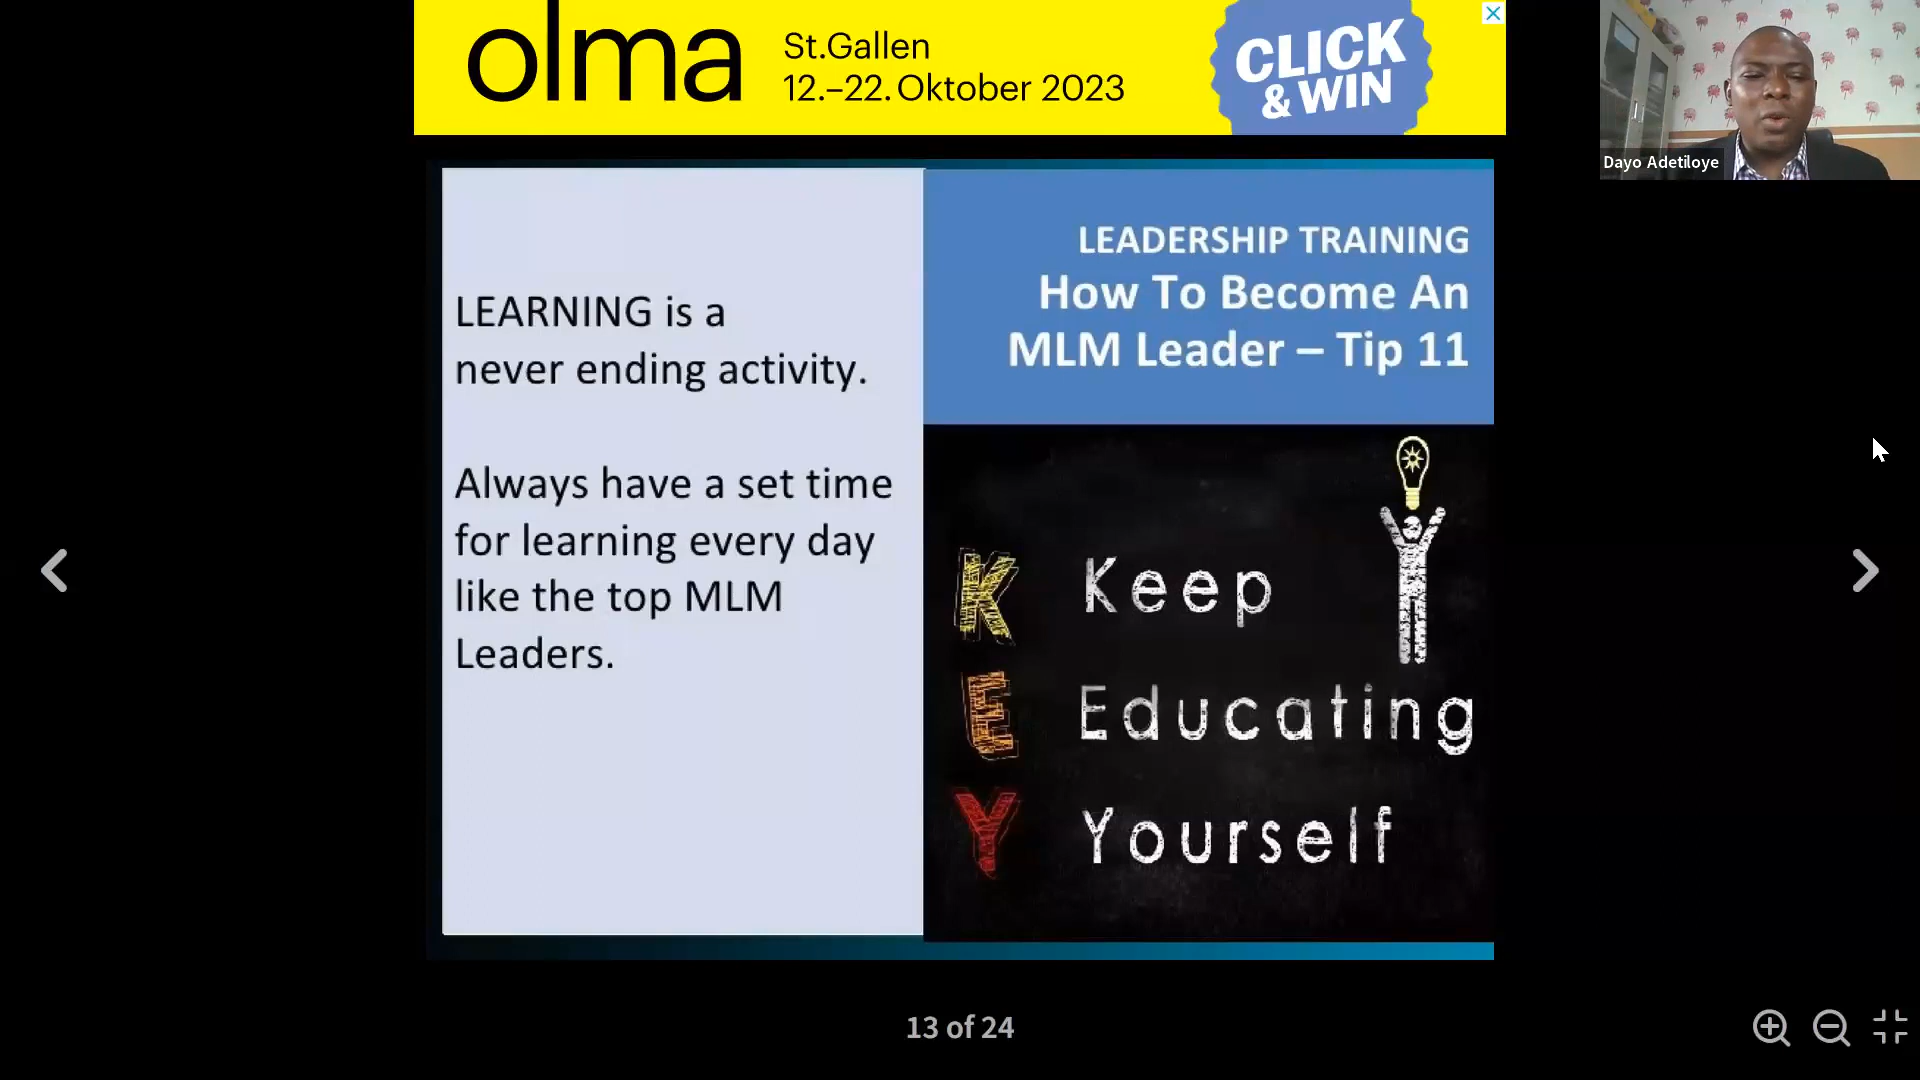 olma
St.Gallen
12.–22. Oktober 2023
CLICK
& WIN
Dayo Adetiloye
LEARNING is a
never ending activity.
Always have a set time
for learning every day
like the top MLM
Leaders.
LEADERSHIP TRAINING
How To Become An
MLM Leader – Tip 11
K Keep
E Educating
Y Yourself
13 of 24